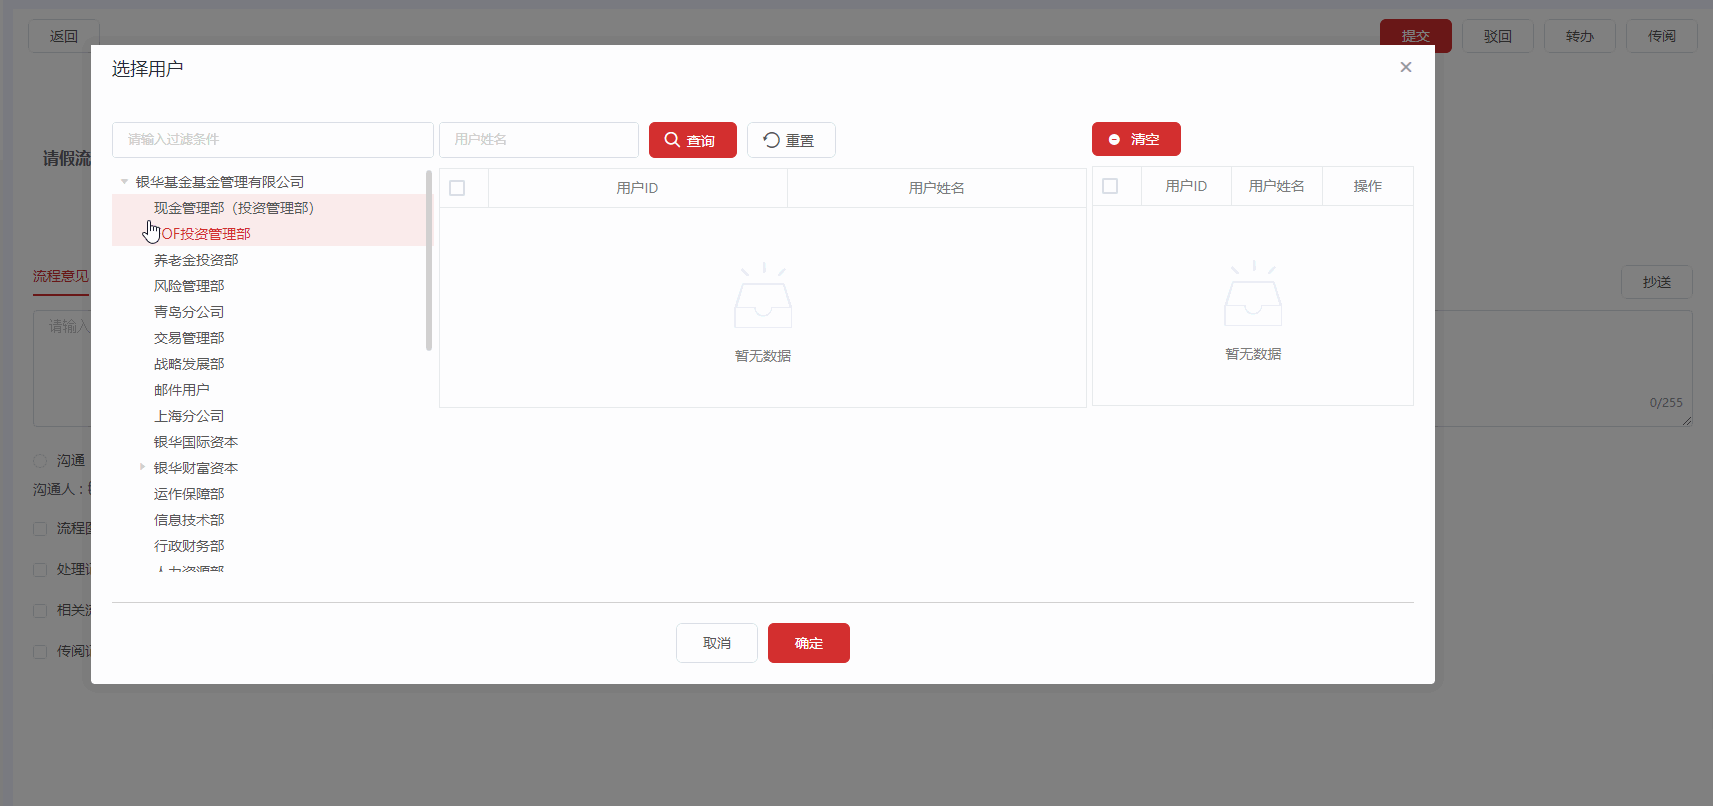 返回
提交
驳回
转办
传阅
选择用户
请输入过滤条件
用户姓名
查询
重置
清空
请假流
银华基金基金管理有限公司
现金管理部（投资管理部）
OF投资管理部
养老金投资部
风险管理部
青岛分公司
交易管理部
战略发展部
邮件用户
上海分公司
银华国际资本
银华财富资本
运作保障部
信息技术部
行政财务部
人力资源部
用户ID
用户姓名
暂无数据
用户ID
用户姓名
操作
暂无数据
流程意见
抄送
请输入
0/255
沟通
沟通人：
流程
处理
相关
传阅
取消
确定